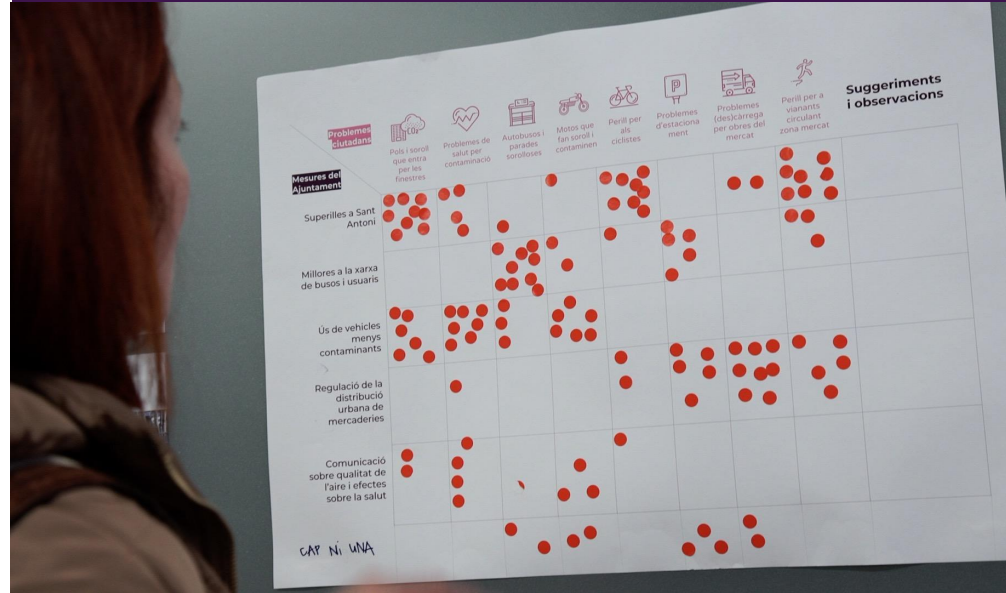 Problemes
ciutadans
Mesures del
Ajuntament
CO₂
Pols i soroll
que entra
per les
finestres
Problemes de
salut per
contaminació
Autobusos i
parades
sorolloses
Motos que
fan soroll i
contaminen
Perill per
als
ciclistes
P
Problemes
d'estaciona
ment
Problemes
(des)càrrega
per obres del
mercat
Perill per a
vianants
circulant
zona mercat
Suggeriments
i observacions
Superilles a Sant
Antoni
Millores a la xarxa
de busos i usuaris
Ús de vehicles
menys
contaminants
Regulació de la
distribució
urbana de
mercaderies
Comunicació
sobre qualitat de
l'aire i efectes
sobre la salut
CAP Ni UNA